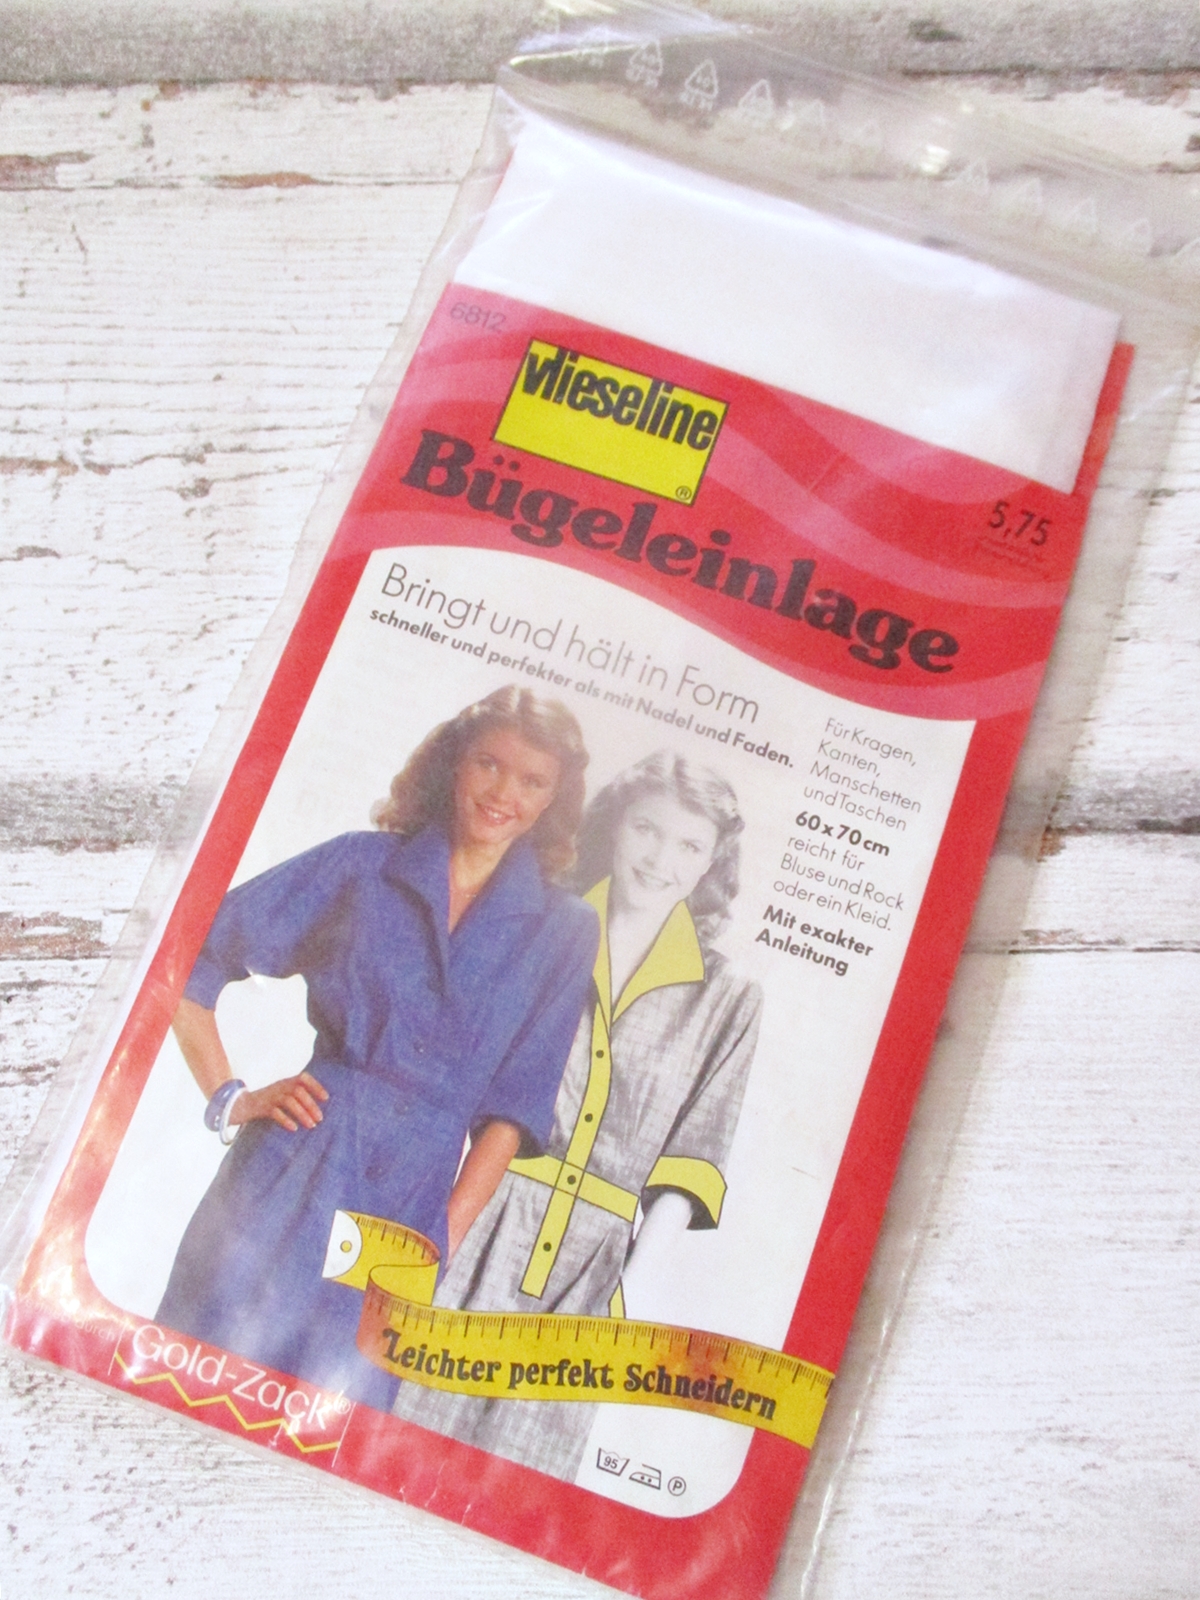 6812
vlieseline
®
Bügeleinlage
5,75
Bringt und hält in Form
schneller und perfekter als mit Nadel und Faden.
Für Kragen,
Kanten,
Manschetten
und Taschen
60 x 70 cm
reicht für
Bluse und Rock
oder ein Kleid.
Mit exakter
Anleitung
Leichter perfekt Schneidern
durch
Gold-Zack®
95
P